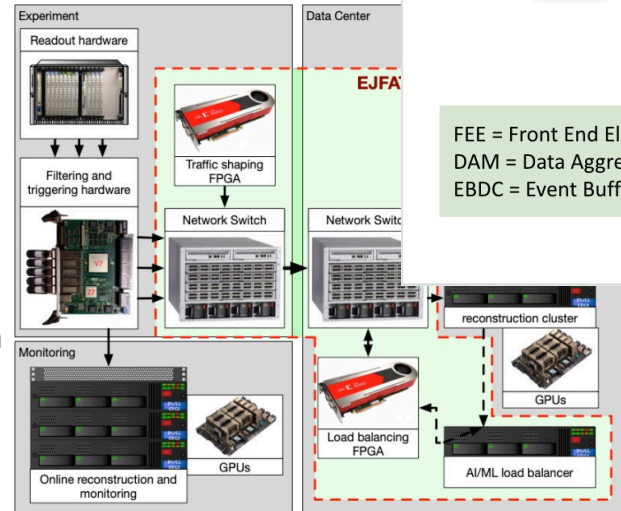 Experiment
Data Center
Readout hardware
EJFA
FEE = Front End El
DAM = Data Aggre
EBDC = Event Buff
Traffic shaping
FPGA
Filtering and
triggering hardware
Network Switch
Network Switc
V7
Z7
reconstruction cluster
Monitoring
GPUs
Load balancing
FPGA
GPUs
AI/ML load balancer
Online reconstruction and
monitoring